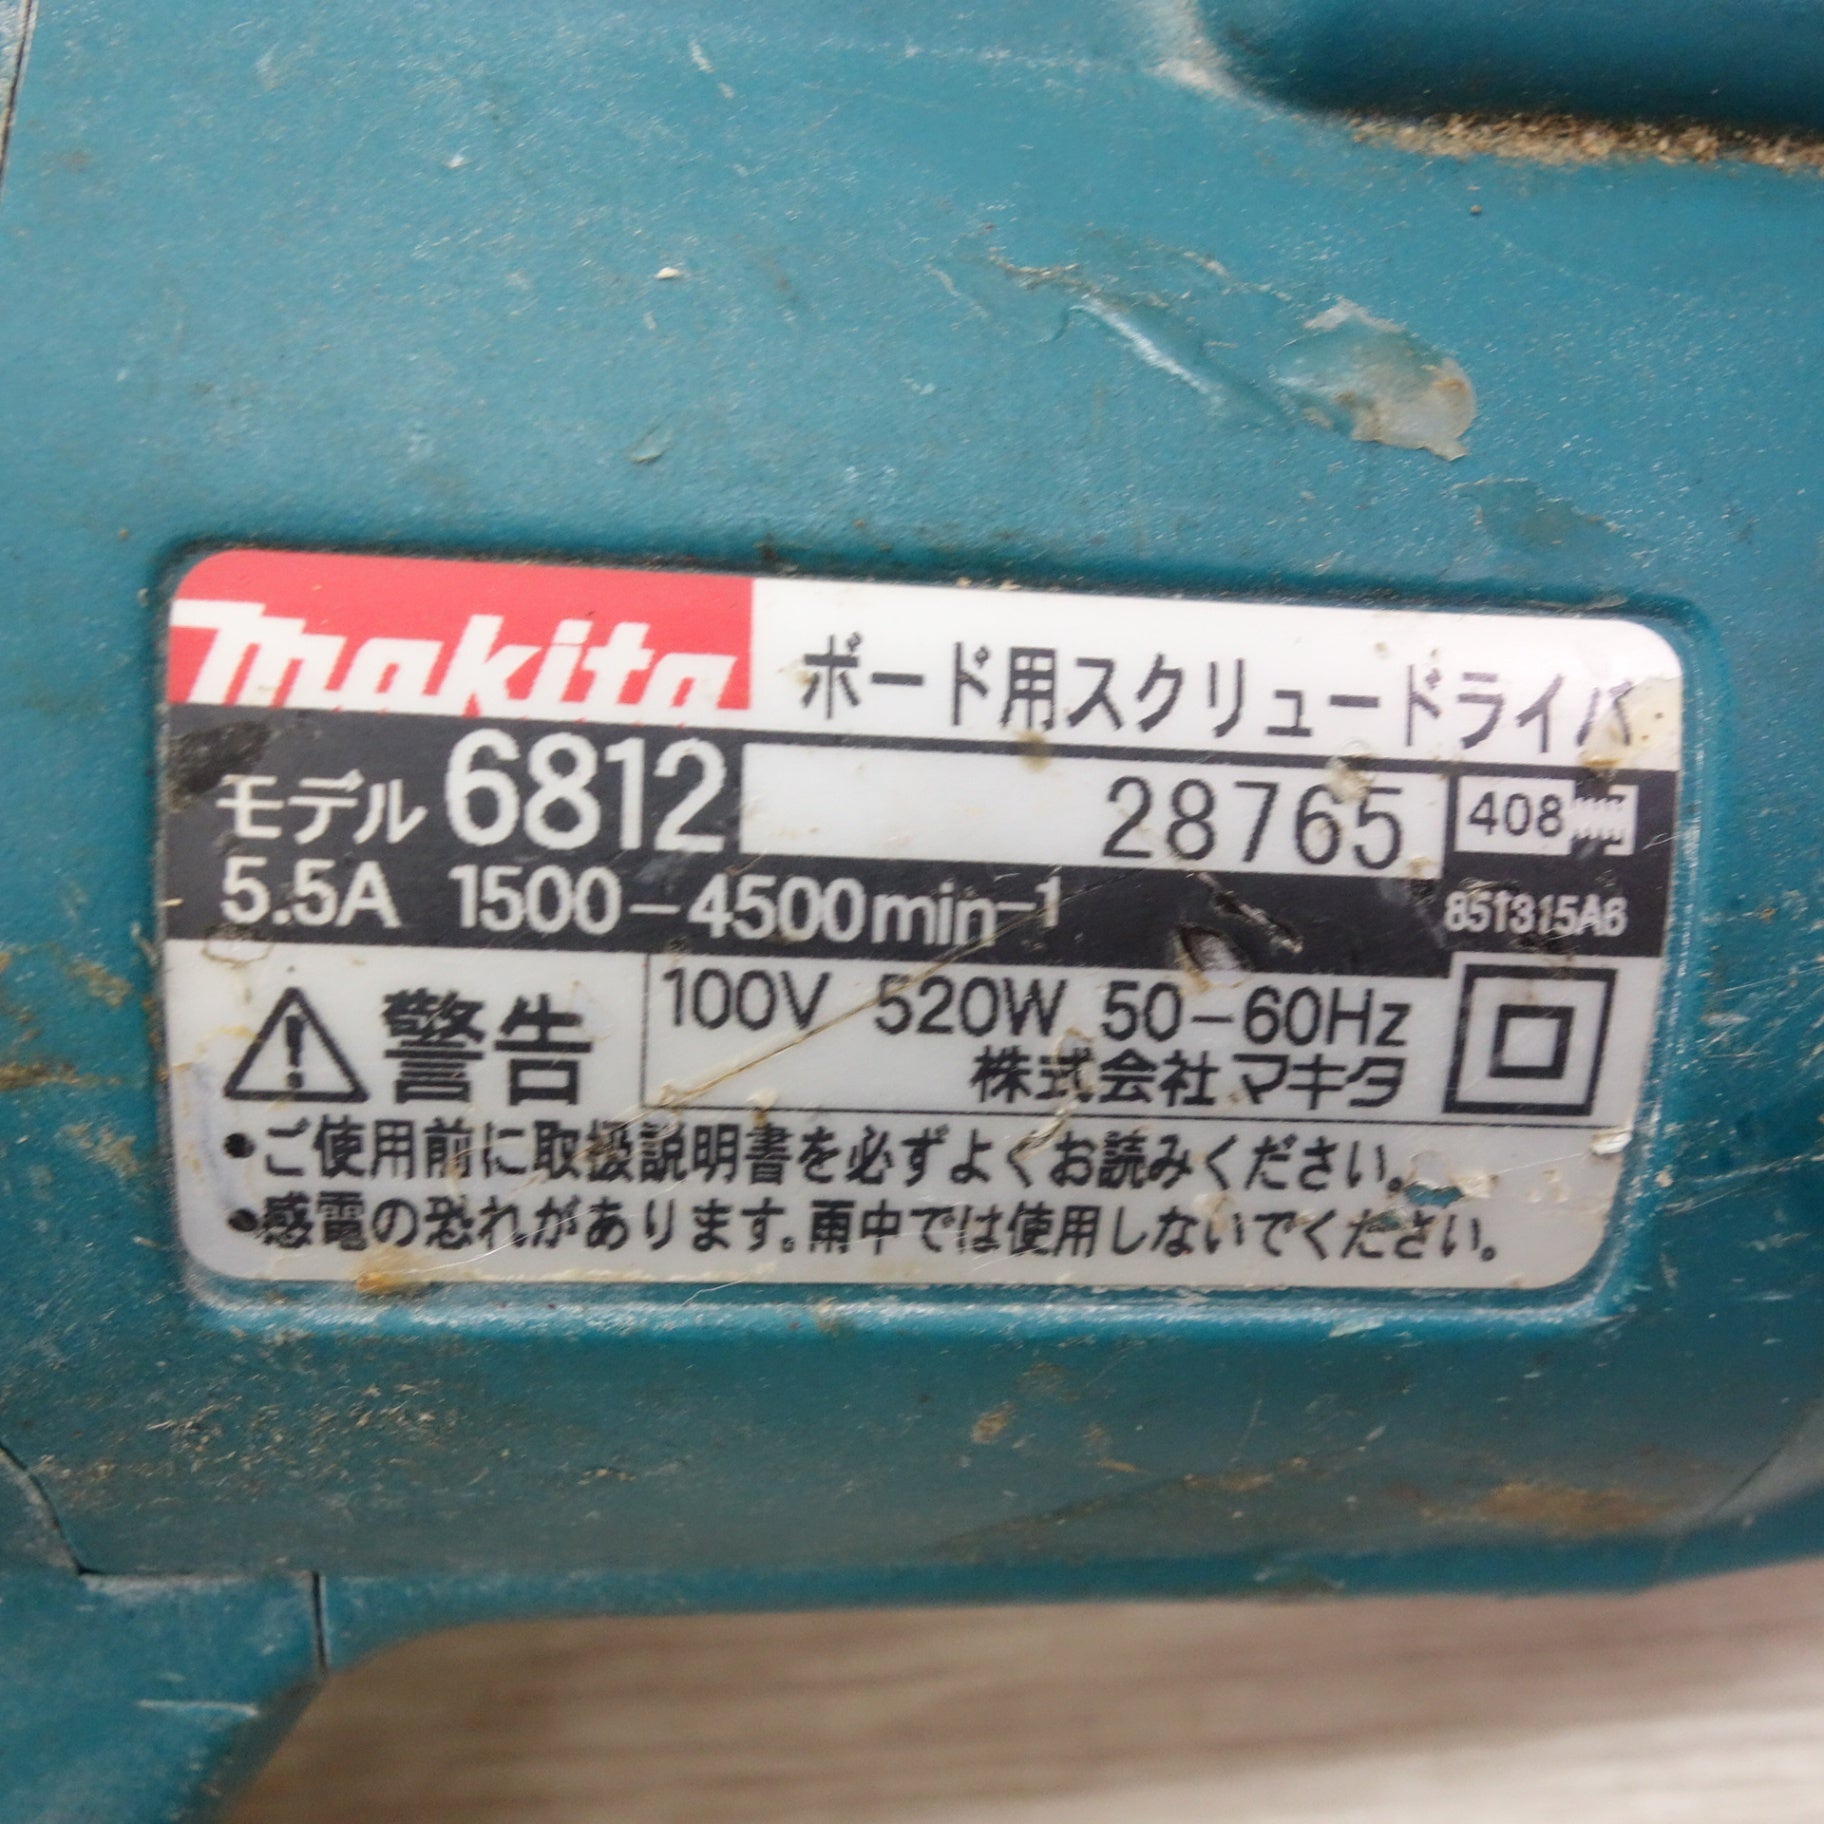 makita ボード用スクリュードライバ
モデル 6812 28765 408
5.5A 1500-4500min⁻¹ 851315A6
警告 100V 520W 50-60Hz
株式会社マキタ
•ご使用前に取扱説明書を必ずよくお読みください。
•感電の恐れがあります。雨中では使用しないでください。